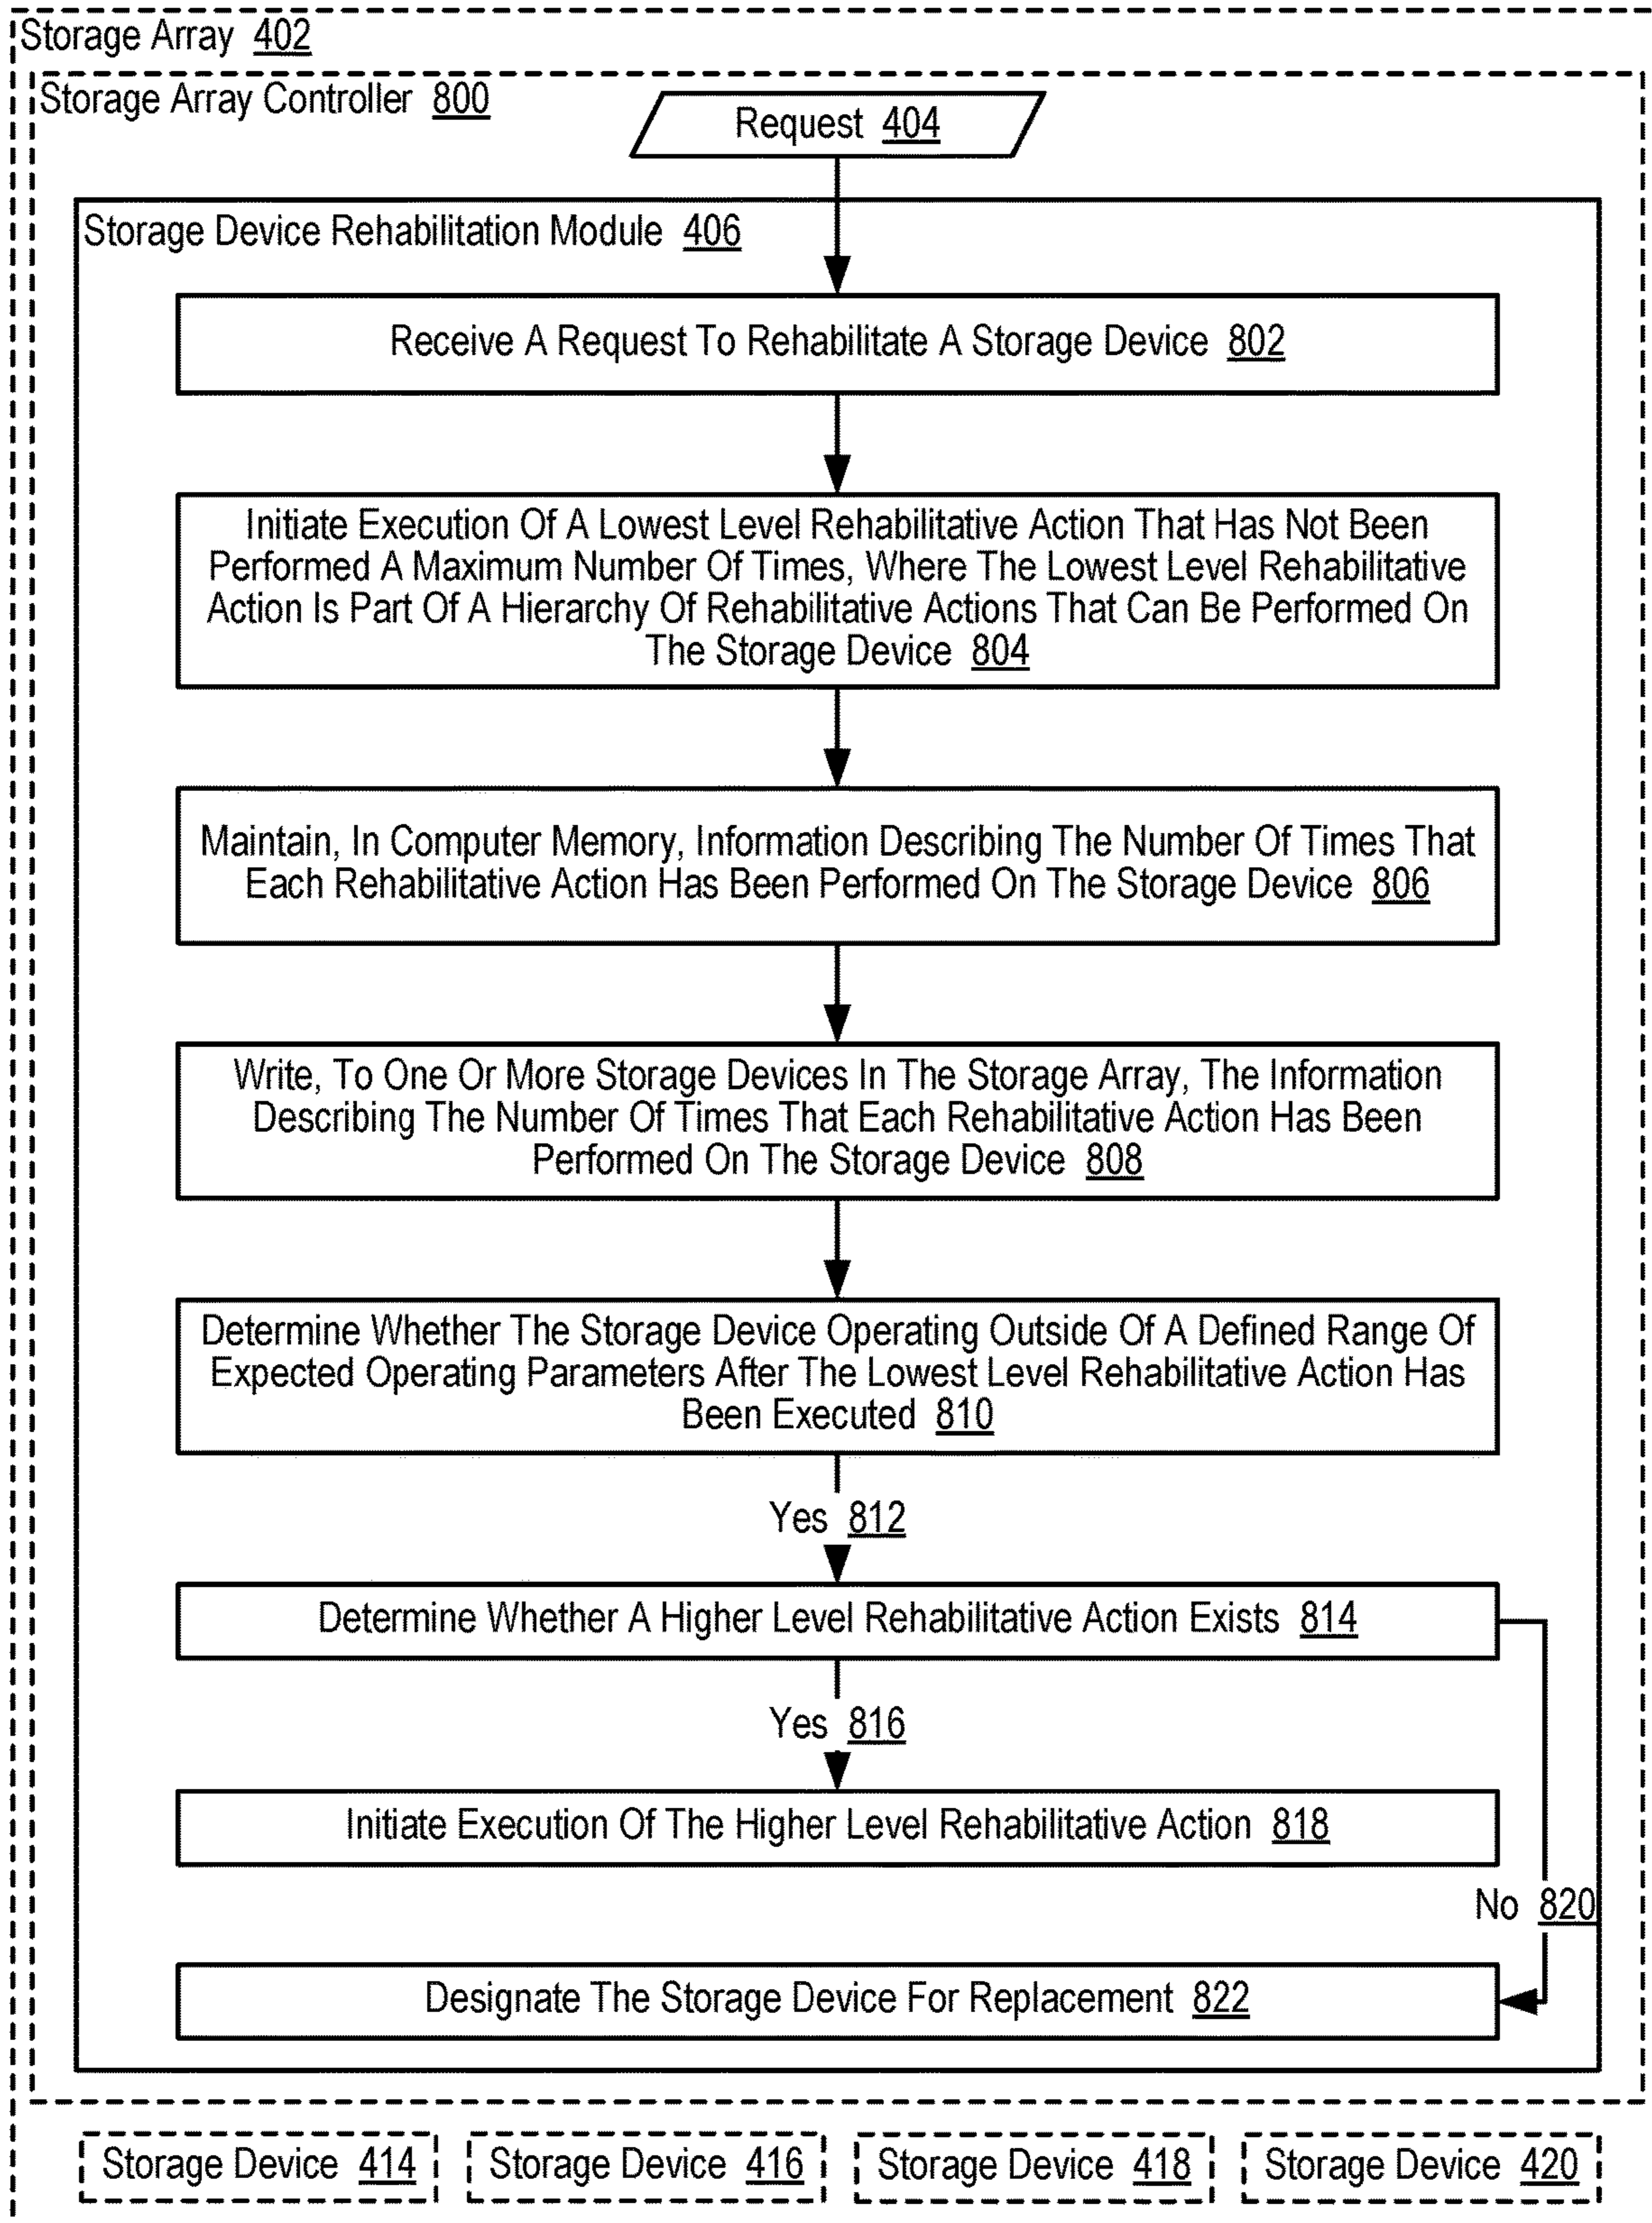 Storage Array 402
Storage Array Controller 800
Request 404
Storage Device Rehabilitation Module 406
Receive A Request To Rehabilitate A Storage Device 802
Initiate Execution Of A Lowest Level Rehabilitative Action That Has Not Been
Performed A Maximum Number Of Times, Where The Lowest Level Rehabilitative
Action Is Part Of A Hierarchy Of Rehabilitative Actions That Can Be Performed On
The Storage Device 804
Maintain, In Computer Memory, Information Describing The Number Of Times That
Each Rehabilitative Action Has Been Performed On The Storage Device 806
Write, To One Or More Storage Devices In The Storage Array, The Information
Describing The Number Of Times That Each Rehabilitative Action Has Been
Performed On The Storage Device 808
Determine Whether The Storage Device Operating Outside Of A Defined Range Of
Expected Operating Parameters After The Lowest Level Rehabilitative Action Has
Been Executed 810
Yes 812
Determine Whether A Higher Level Rehabilitative Action Exists 814
Yes 816
Initiate Execution Of The Higher Level Rehabilitative Action 818
No 820
Designate The Storage Device For Replacement 822
Storage Device 414
Storage Device 416
Storage Device 418
Storage Device 420